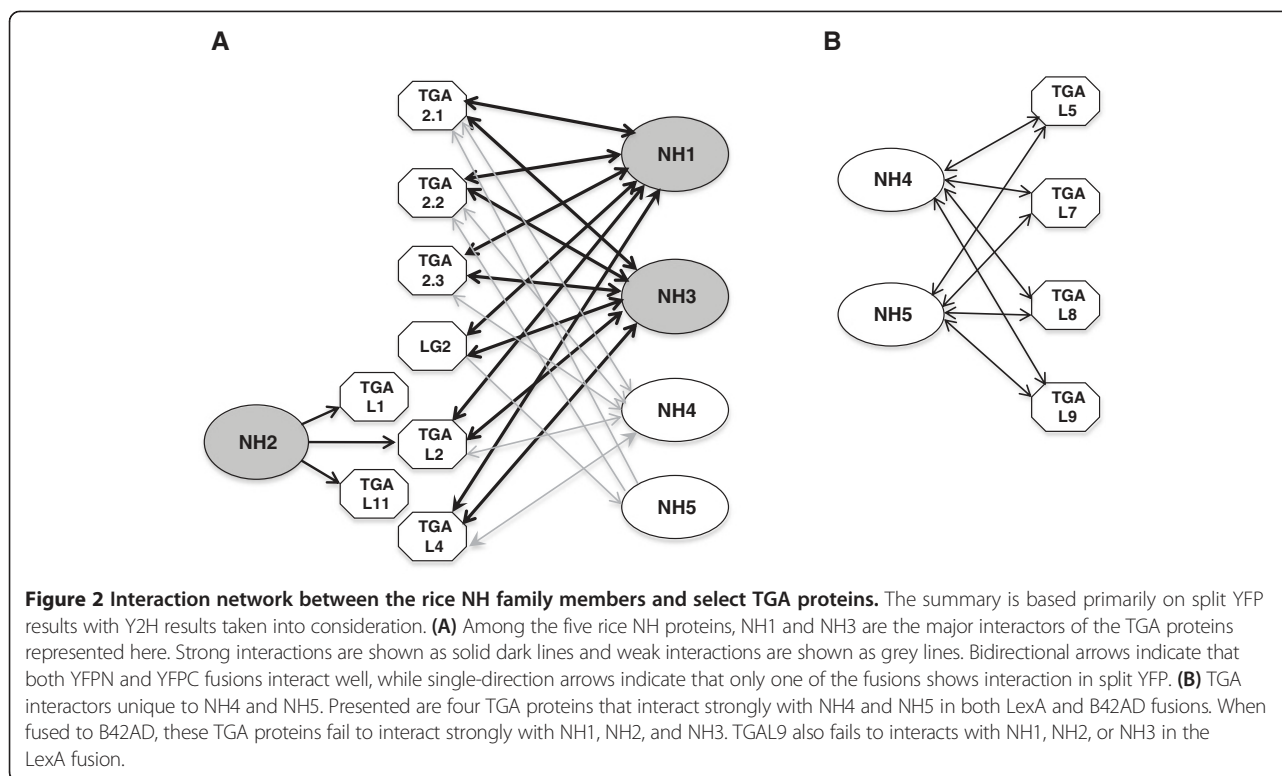 A
B
TGA
2.1
TGA
2.2
TGA
2.3
LG2
TGA
L1
TGA
L2
TGA
L11
TGA
L4
NH2
NH1
NH3
NH4
NH5
NH4
NH5
TGA
L5
TGA
L7
TGA
L8
TGA
L9
Figure 2 Interaction network between the rice NH family members and select TGA proteins. The summary is based primarily on split YFP
results with Y2H results taken into consideration. (A) Among the five rice NH proteins, NH1 and NH3 are the major interactors of the TGA proteins
represented here. Strong interactions are shown as solid dark lines and weak interactions are shown as grey lines. Bidirectional arrows indicate that
both YFPN and YFPC fusions interact well, while single-direction arrows indicate that only one of the fusions shows interaction in split YFP. (B) TGA
interactors unique to NH4 and NH5. Presented are four TGA proteins that interact strongly with NH4 and NH5 in both LexA and B42AD fusions. When
fused to B42AD, these TGA proteins fail to interact strongly with NH1, NH2, and NH3. TGAL9 also fails to interacts with NH1, NH2, or NH3 in the
LexA fusion.